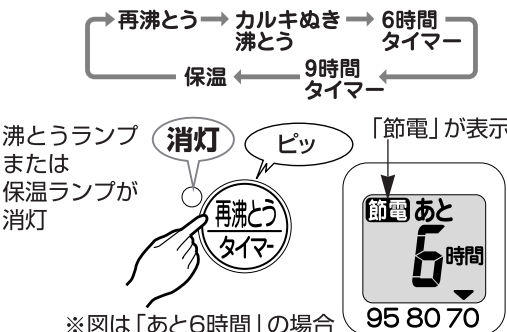 再沸とう カルキぬき 6時間
沸とう タイマー
保温 9時間
タイマー
沸とうランプ
または
保温ランプが
消灯
消灯
ピッ
「節電」が表示
再沸とう
タイマー
節電 あと
6時間
95 80 70
※図は「あと6時間」の場合